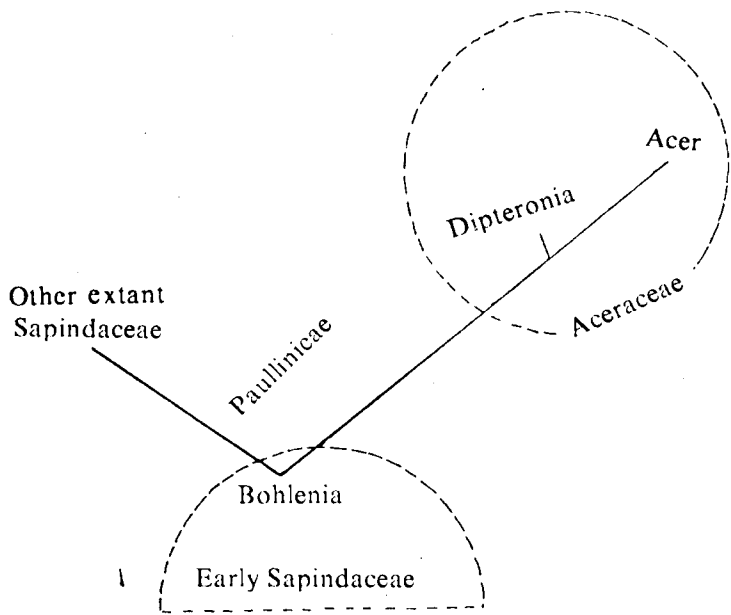 Acer
Dipteronia
Other extant
Sapindaceae
Aceraceae
Paullinicae
Bohlenia
Early Sapindaceae